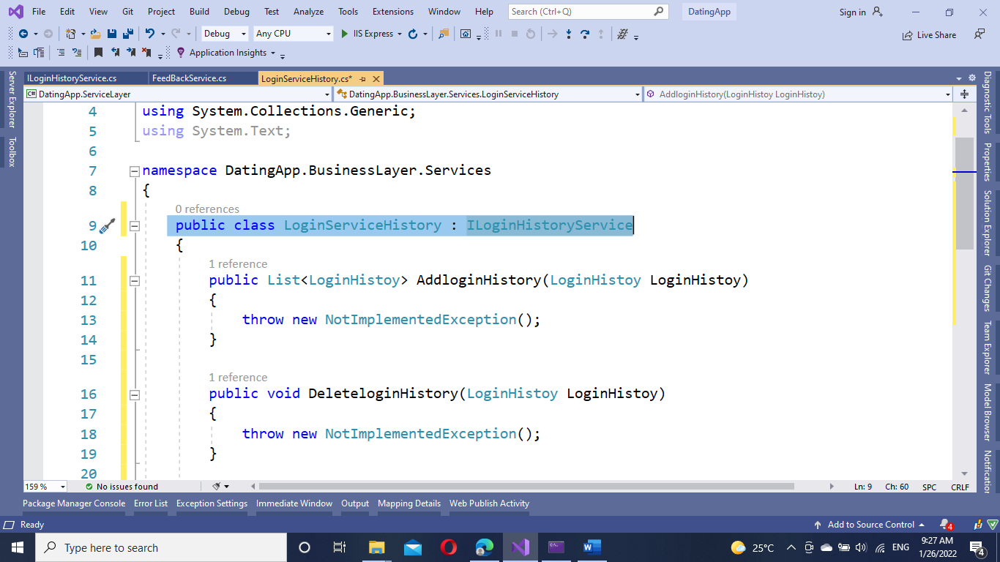 File Edit View Git Project Build Debug Test Analyze Tools Extensions Window Help Search (Ctrl+Q) DatingApp Sign in
Debug Any CPU IIS Express Live Share
Application Insights
ILoginHistoryService.cs FeedBackService.cs LoginServiceHistory.cs*
DatingApp.ServiceLayer DatingApp.BusinessLayer.Services.LoginServiceHistory AddloginHistory(LoginHistoy LoginHistoy)
Server Explorer
Toolbox
4 using System.Collections.Generic;
5 using System.Text;
6
7 namespace DatingApp.BusinessLayer.Services
8 {
0 references
9 public class LoginServiceHistory : ILoginHistoryService
10 {
1 reference
11 public List<LoginHistoy> AddloginHistory(LoginHistoy LoginHistoy)
12 {
13 throw new NotImplementedException();
14 }
15
1 reference
16 public void DeleteloginHistory(LoginHistoy LoginHistoy)
17 {
18 throw new NotImplementedException();
19 }
20
Diagnostic Tools
Properties
Solution Explorer
Git Changes
Team Explorer
Model Browser
Notification
159 % No issues found Ln: 9 Ch: 60 SPC CRLF
Package Manager Console Error List Exception Settings Immediate Window Output Mapping Details Web Publish Activity
Ready Add to Source Control 4
Type here to search 25°C ENG 9:27 AM
1/26/2022 4